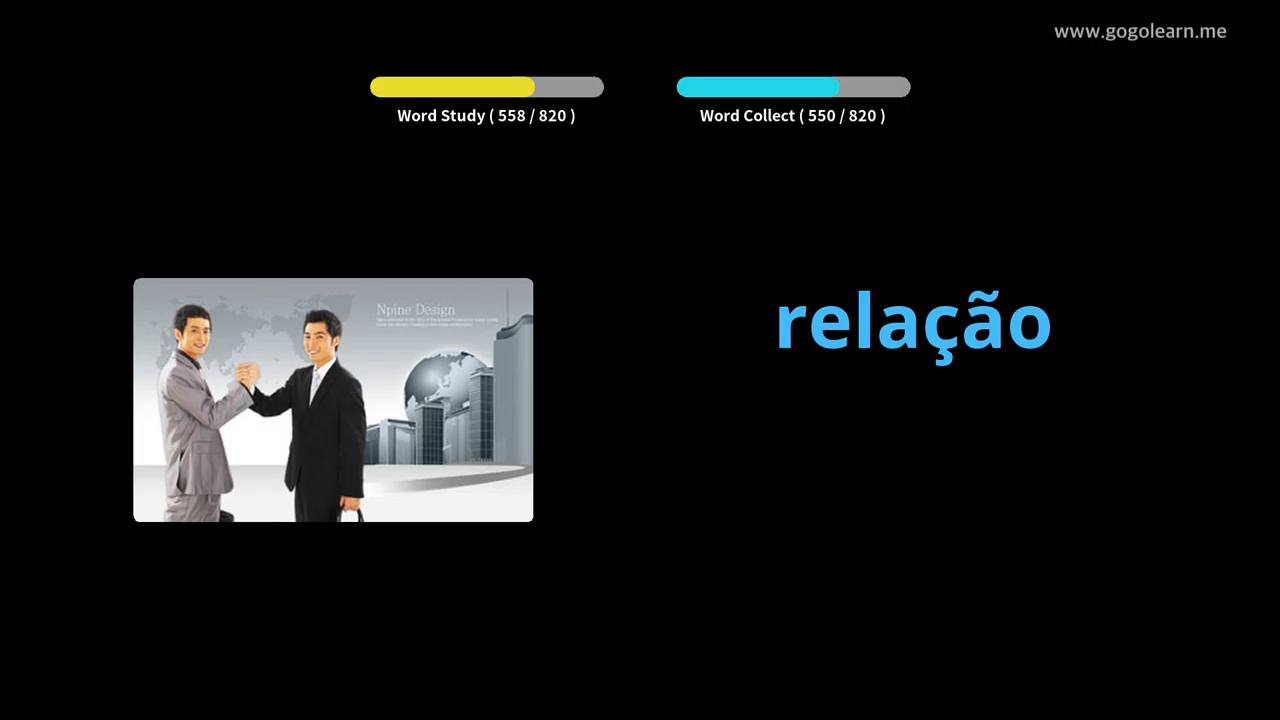 www.gogolearn.me
Word Study ( 558 / 820 )
Word Collect ( 550 / 820 )
Npine Design
relação